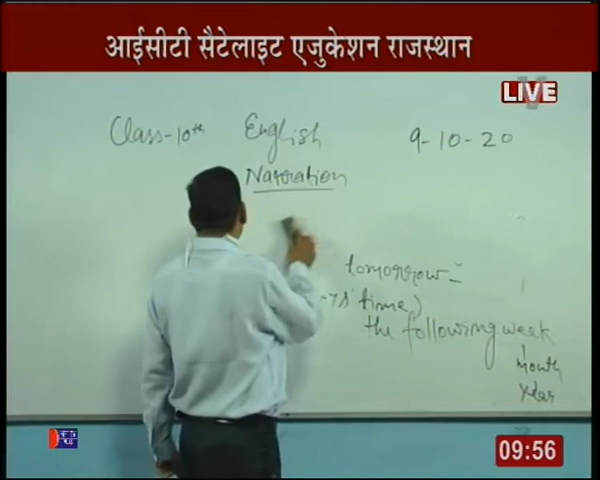 आईसीटी सैटेलाइट एजुकेशन राजस्थान
LIVE
Class-10th English 9-10-20
Narration
tomorrow -
time)
the following week
month
Year
09:56